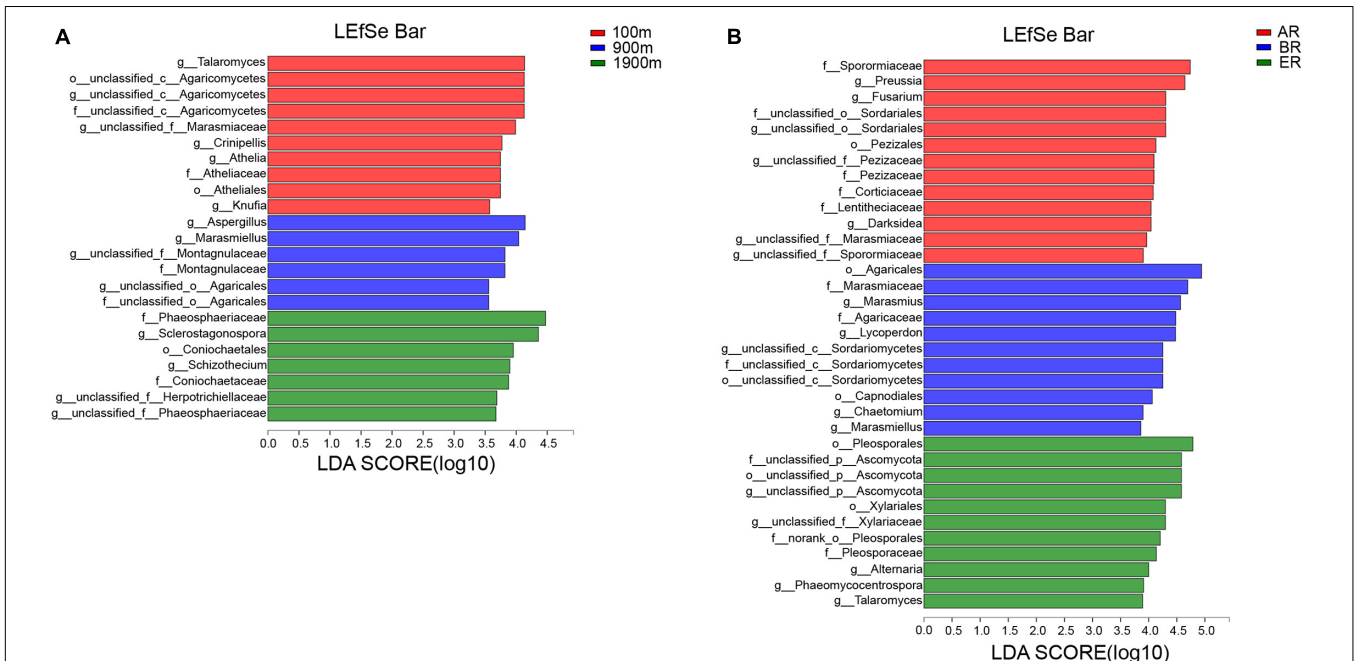 A
LEfSe Bar
100m
900m
1900m
g__Talaromyces
o__unclassified_c__Agaricomycetes
g__unclassified_c__Agaricomycetes
f__unclassified_c__Agaricomycetes
g__unclassified_f__Marasmiaceae
g__Crinipellis
g__Athelia
f__Atheliaceae
o__Atheliales
g__Knufia
g__Aspergillus
g__Marasmiellus
g__unclassified_f__Montagnulaceae
f__Montagnulaceae
g__unclassified_o__Agaricales
f__unclassified_o__Agaricales
f__Phaeosphaeriaceae
g__Sclerostagonospora
o__Coniochaetales
g__Schizothecium
f__Coniochaetaceae
g__unclassified_f__Herpotrichiellaceae
g__unclassified_f__Phaeosphaeriaceae
0.0 0.5 1.0 1.5 2.0 2.5 3.0 3.5 4.0 4.5
LDA SCORE(log10)
B
LEfSe Bar
AR
BR
ER
f__Sporormiaceae
g__Preussia
g__Fusarium
f__unclassified_o__Sordariales
g__unclassified_o__Sordariales
o__Pezizales
g__unclassified_f__Pezizaceae
f__Pezizaceae
f__Corticiaceae
f__Lentitheciaceae
g__Darksidea
g__unclassified_f__Marasmiaceae
g__unclassified_f__Sporormiaceae
o__Agaricales
f__Marasmiaceae
g__Marasmius
f__Agaricaceae
g__Lycoperdon
g__unclassified_c__Sordariomycetes
f__unclassified_c__Sordariomycetes
o__unclassified_c__Sordariomycetes
o__Capnodiales
g__Chaetomium
g__Marasmiellus
o__Pleosporales
f__unclassified_p__Ascomycota
o__unclassified_p__Ascomycota
g__unclassified_p__Ascomycota
o__Xylariales
g__unclassified_f__Xylariaceae
f__norank_o__Pleosporales
f__Pleosporaceae
g__Alternaria
g__Phaeomycocentrospora
g__Talaromyces
0.0 0.5 1.0 1.5 2.0 2.5 3.0 3.5 4.0 4.5 5.0
LDA SCORE(log10)